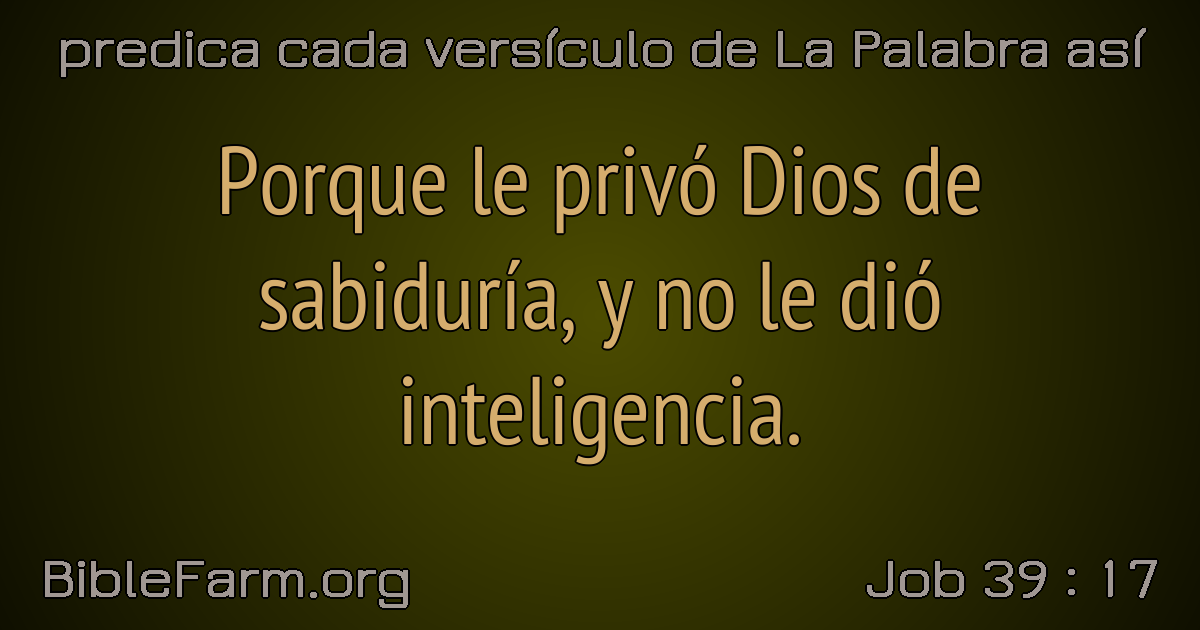 predica cada versículo de La Palabra así
Porque le privó Dios de
sabiduría, y no le dió
inteligencia.
BibleFarm.org
Job 39 : 17